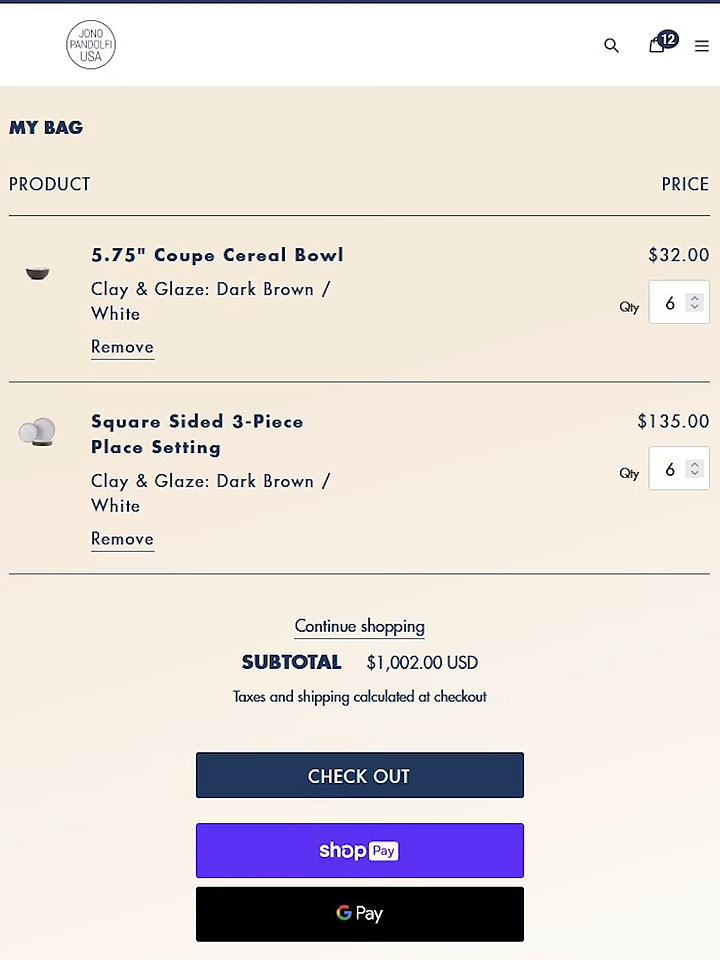 JONO
PANDOLFI
USA
12
MY BAG
PRODUCT PRICE
5.75" Coupe Cereal Bowl $32.00
Clay & Glaze: Dark Brown /
White
Qty 6
Remove
Square Sided 3-Piece $135.00
Place Setting
Qty 6
Clay & Glaze: Dark Brown /
White
Remove
Continue shopping
SUBTOTAL $1,002.00 USD
Taxes and shipping calculated at checkout
CHECK OUT
shop Pay
G Pay